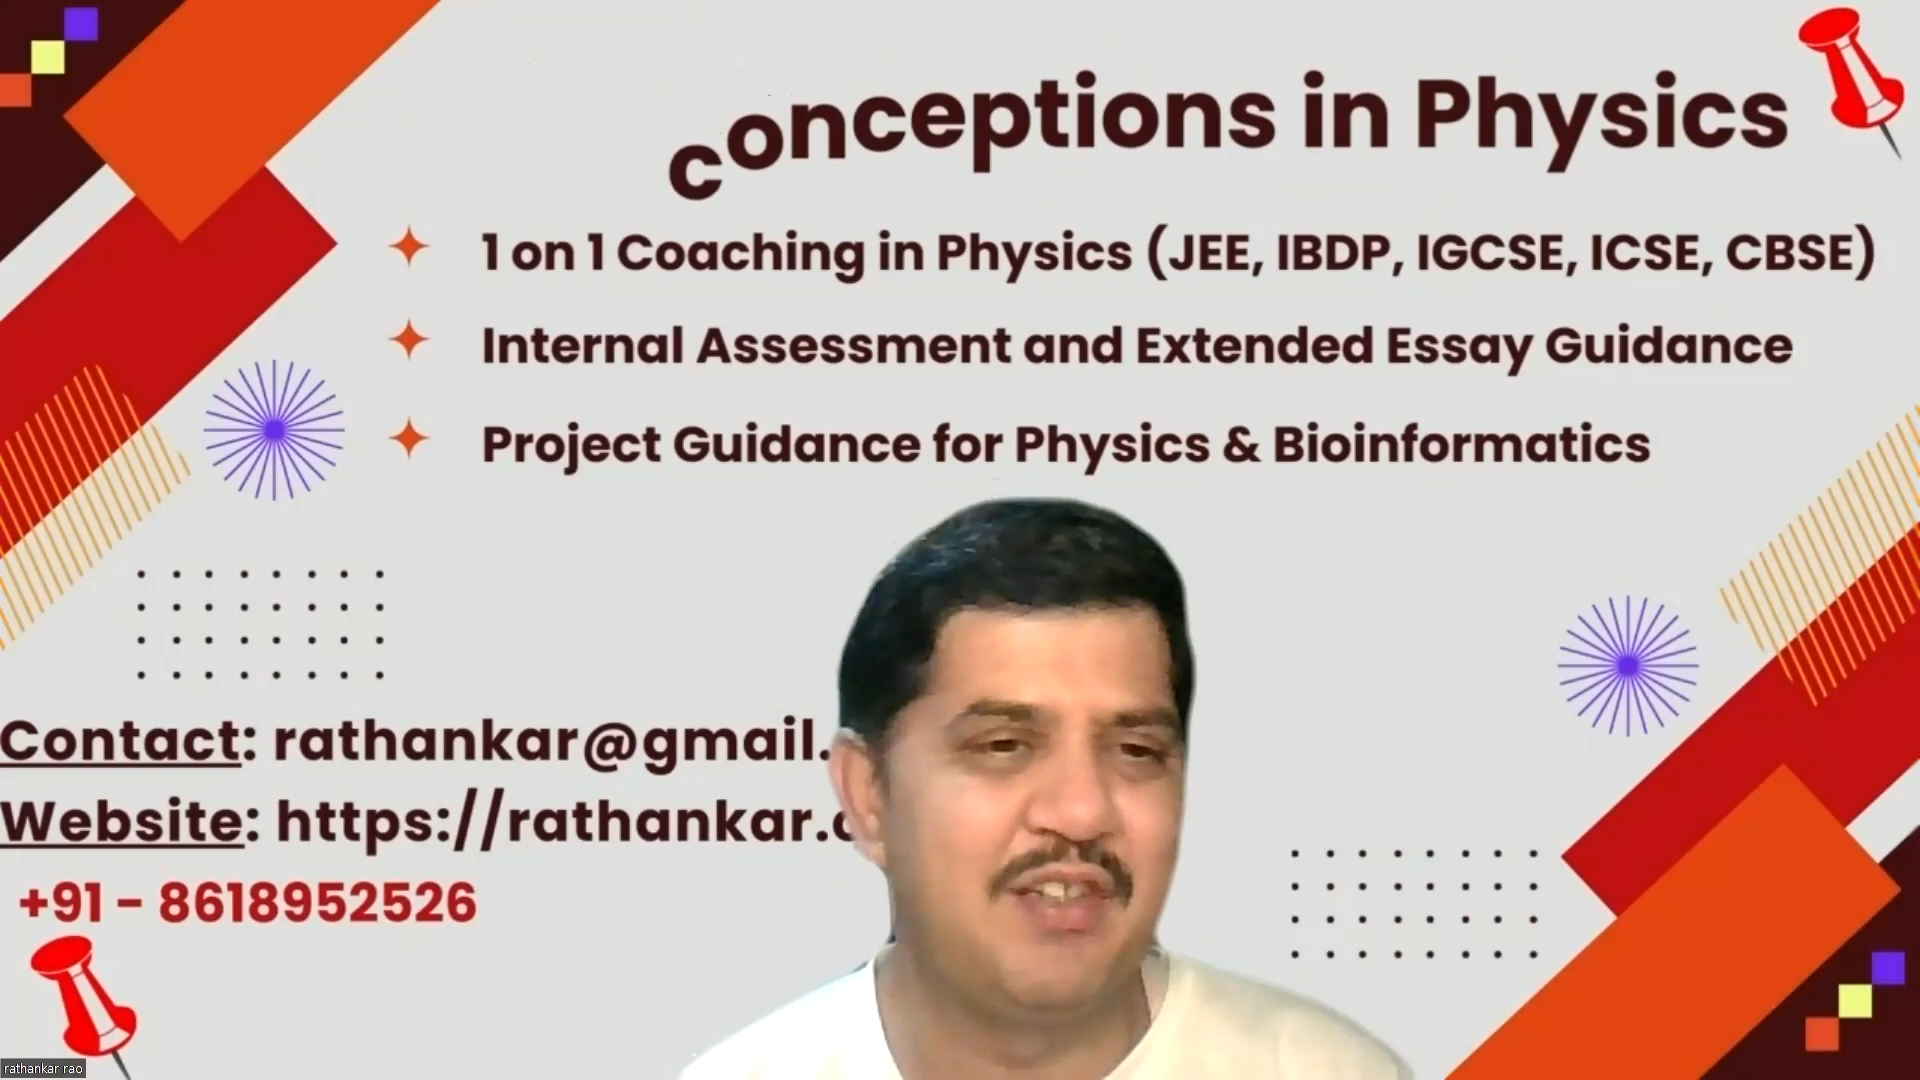 conceptions in Physics
1 on 1 Coaching in Physics (JEE, IBDP, IGCSE, ICSE, CBSE)
Internal Assessment and Extended Essay Guidance
Project Guidance for Physics & Bioinformatics
Contact: rathankar@gmail.
Website: https://rathankar.
+91 - 8618952526
rathankar rao